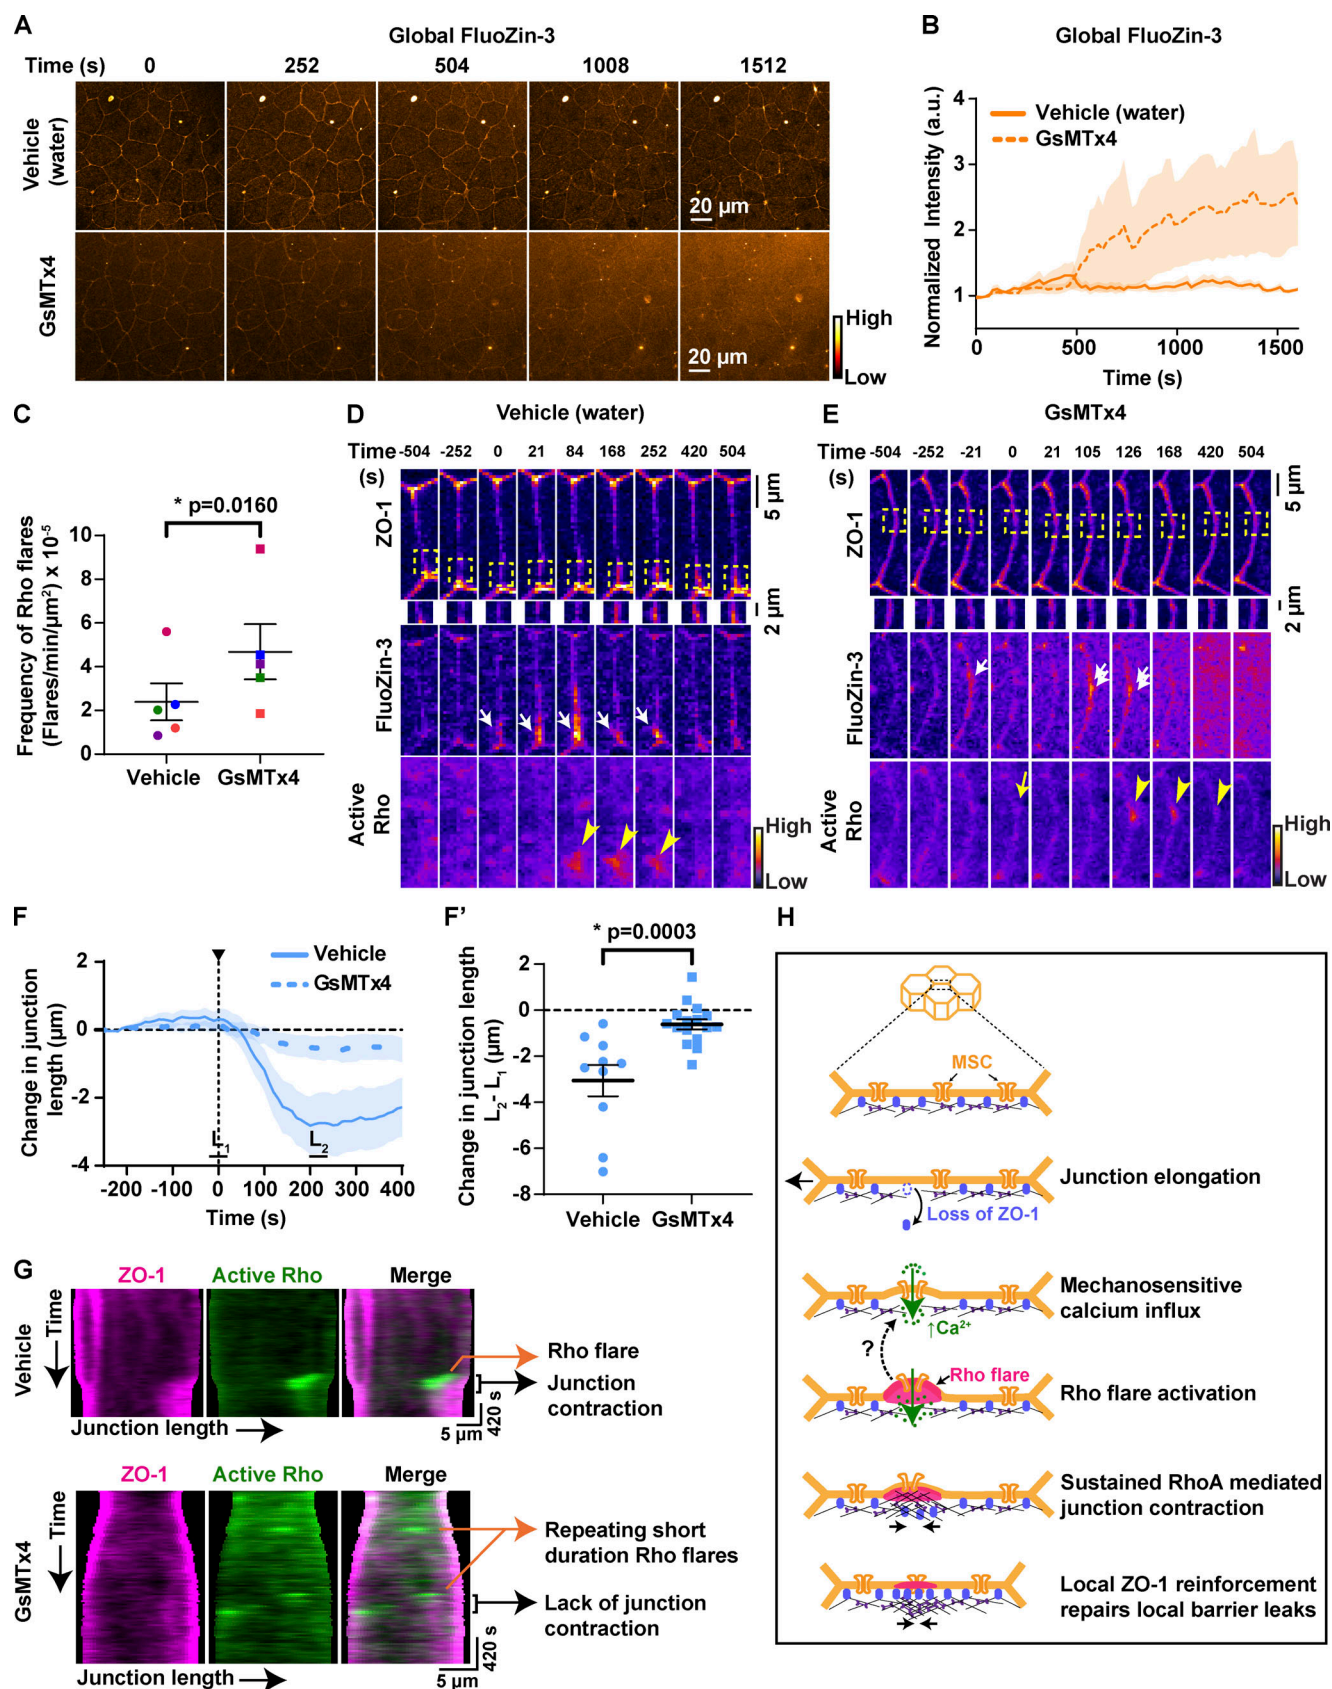 A
Global FluoZin-3
Time (s) 0 252 504 1008 1512
Vehicle
(water)
20 µm
GsMTx4
20 µm
High
Low
B
Global FluoZin-3
Normalized Intensity (a.u.)
4
3
2
1
Vehicle (water)
GsMTx4
0 500 1000 1500
Time (s)
C
Frequency of Rho flares
(Flares/min/µm²) x 10⁻⁵
* p=0.0160
10
8
6
4
2
0
Vehicle GsMTx4
D
Vehicle (water)
Time
(s)
-504 -252 0 21 84 168 252 420 504
ZO-1
5 µm
2 µm
FluoZin-3
Active
Rho
High
Low
E
GsMTx4
Time
(s)
-504 -252 -21 0 21 105 126 168 420 504
ZO-1
5 µm
2 µm
FluoZin-3
Active
Rho
High
Low
F
Change in junction
length (µm)
2
0
-2
-4
Vehicle
GsMTx4
L₁ L₂
-200 -100 0 100 200 300 400
Time (s)
F'
* p=0.0003
Change in junction length
L₂- L₁ (µm)
2
0
-2
-4
-6
-8
Vehicle GsMTx4
G
ZO-1 Active Rho Merge
Time
Vehicle
Rho flare
Junction
contraction
420 s
5 µm
Junction length
ZO-1 Active Rho Merge
Time
GsMTx4
Repeating short
duration Rho flares
Lack of junction
contraction
420 s
5 µm
Junction length
H
MSC
Junction elongation
Loss of ZO-1
Mechanosensitive
calcium influx
↑Ca²⁺
?
Rho flare
Rho flare activation
Sustained RhoA mediated
junction contraction
Local ZO-1 reinforcement
repairs local barrier leaks